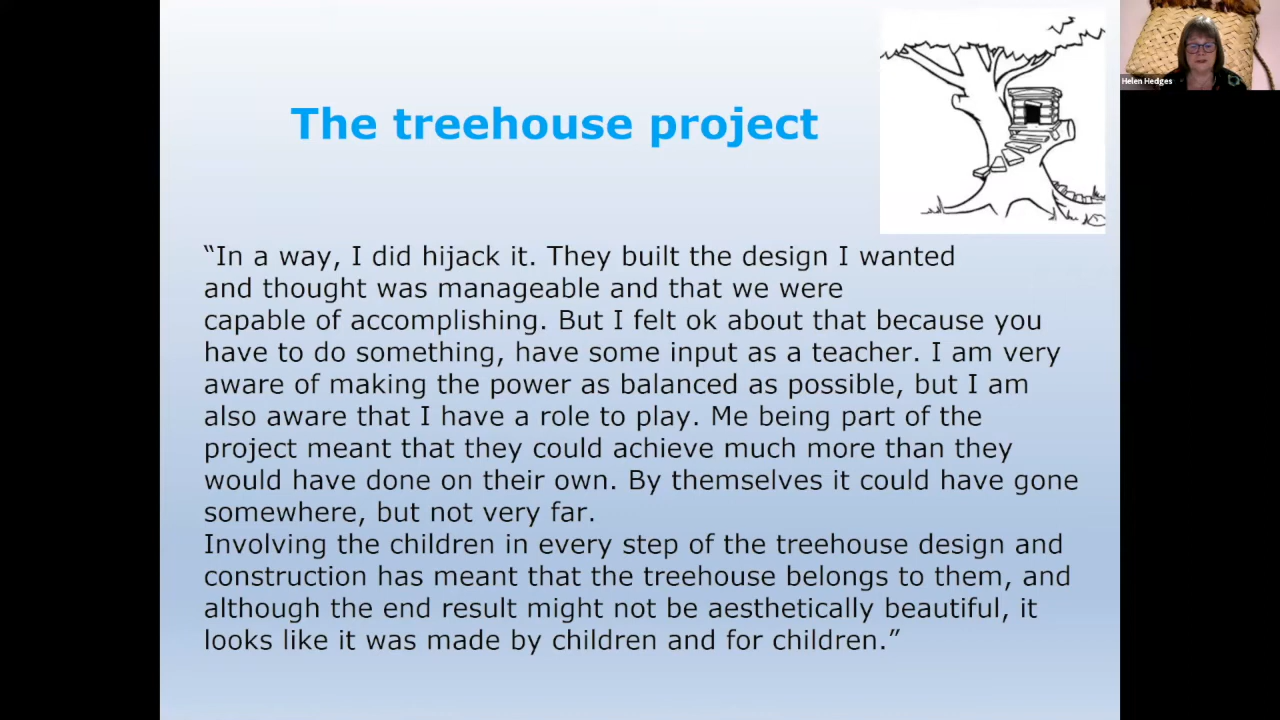 The treehouse project
Helen Hedges
“In a way, I did hijack it. They built the design I wanted
and thought was manageable and that we were
capable of accomplishing. But I felt ok about that because you
have to do something, have some input as a teacher. I am very
aware of making the power as balanced as possible, but I am
also aware that I have a role to play. Me being part of the
project meant that they could achieve much more than they
would have done on their own. By themselves it could have gone
somewhere, but not very far.
Involving the children in every step of the treehouse design and
construction has meant that the treehouse belongs to them, and
although the end result might not be aesthetically beautiful, it
looks like it was made by children and for children.”